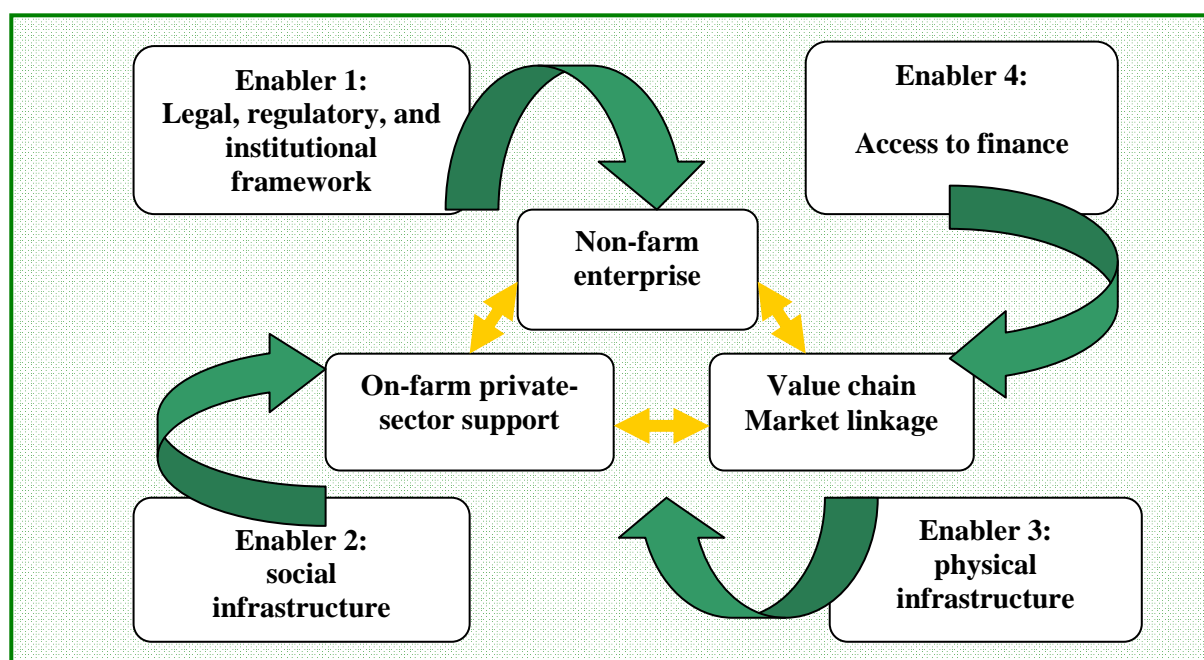 Enabler 1:
Legal, regulatory, and
institutional
framework
Enabler 4:
Access to finance
Non-farm
enterprise
On-farm private-
sector support
Value chain
Market linkage
Enabler 2:
social
infrastructure
Enabler 3:
physical
infrastructure